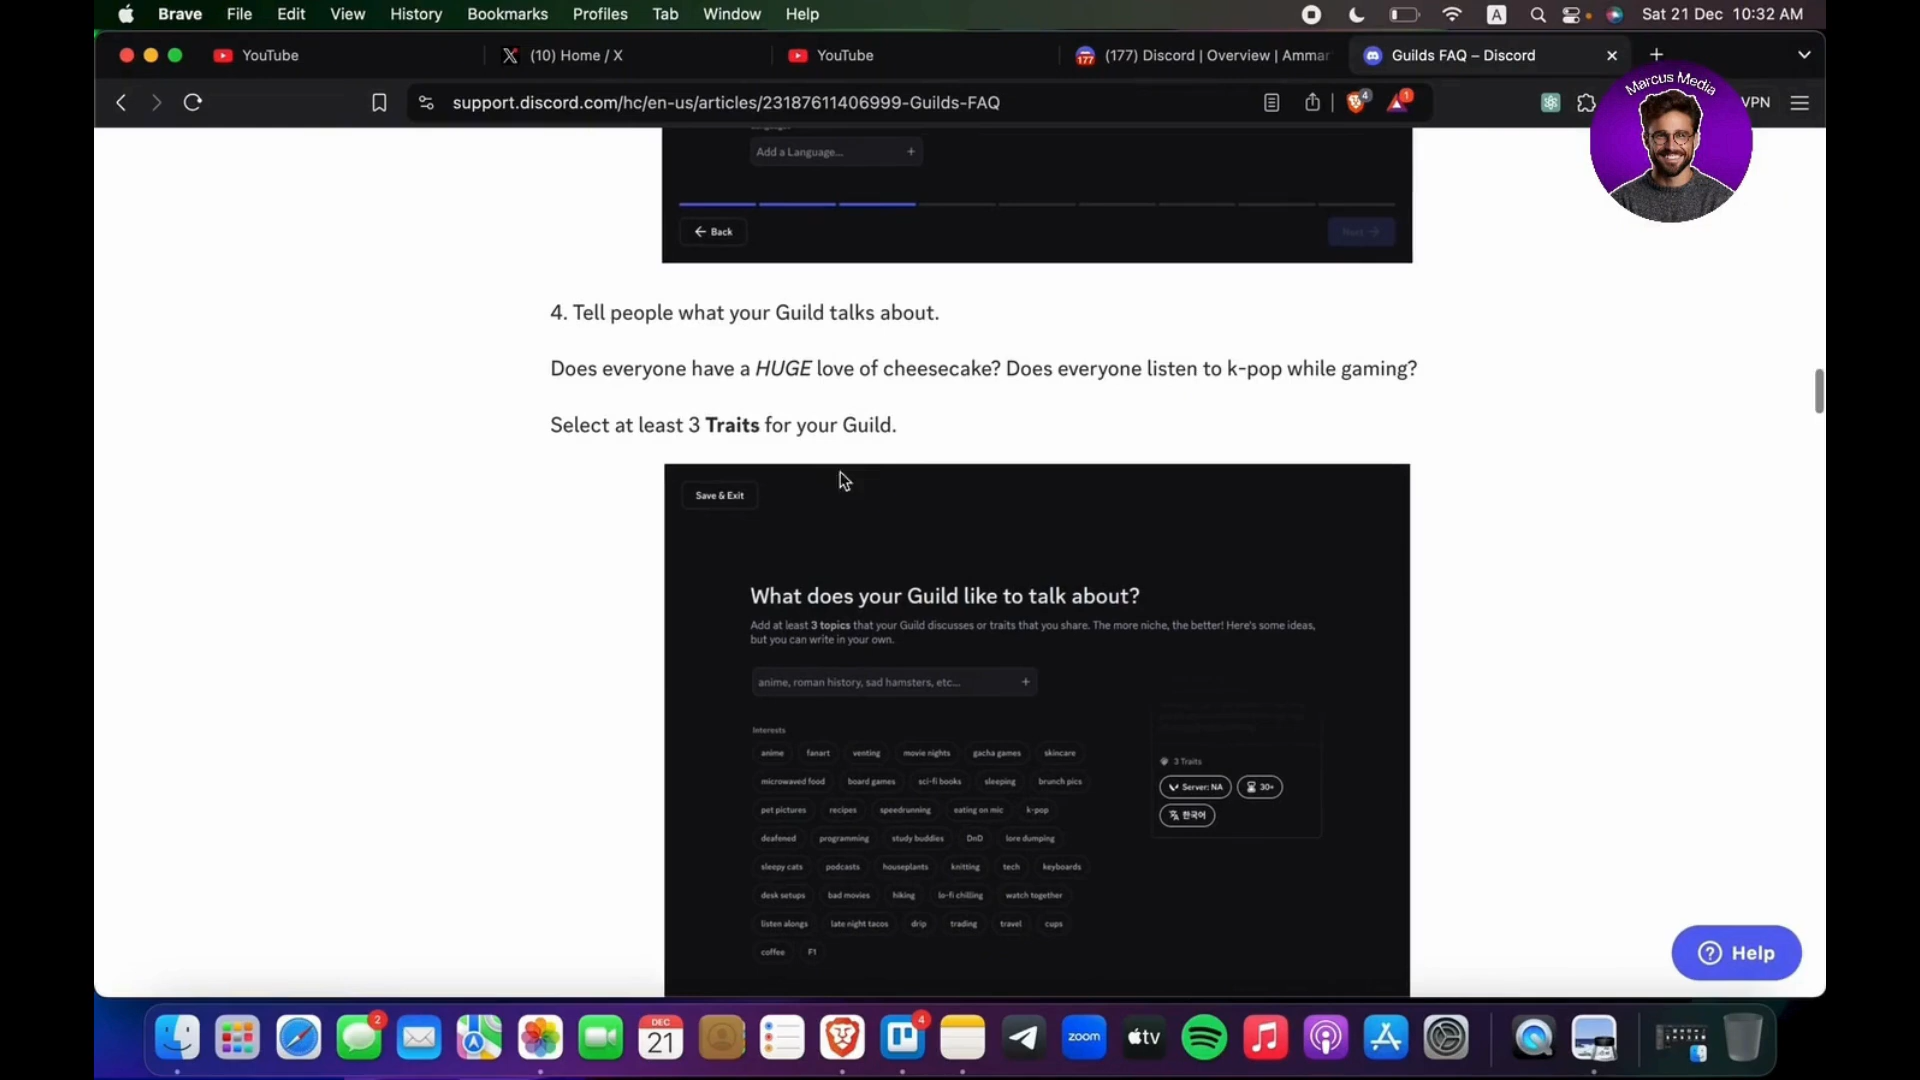 Brave File Edit View History Bookmarks Profiles Tab Window Help A Sat 21 Dec 10:32 AM
YouTube (10) Home / X YouTube 177 (177) Discord | Overview | Ammar Guilds FAQ – Discord
support.discord.com/hc/en-us/articles/23187611406999-Guilds-FAQ 4 1 VPN
Marcus Media
Add a Language...
Back Next
4. Tell people what your Guild talks about.
Does everyone have a HUGE love of cheesecake? Does everyone listen to k-pop while gaming?
Select at least 3 Traits for your Guild.
Save & Exit
What does your Guild like to talk about?
Add at least 3 topics that your Guild discusses or traits that you share. The more niche, the better! Here's some ideas,
but you can write in your own.
anime, roman history, sad hamsters, etc...
Interests
anime fanart venting movie nights gacha games skincare
microwaved food board games sci-fi books sleeping brunch pics
pet pictures recipes speedrunning eating on mic k-pop
deafened programming study buddies DnD lore dumping
sleepy cats podcasts houseplants knitting tech keyboards
desk setups bad movies hiking lo-fi chilling watch together
listen alongs late night tacos drip trading travel cups
coffee F1
3 Traits
Server: NA 30+
한국어
Help
2 DEC 21 4 zoom tv